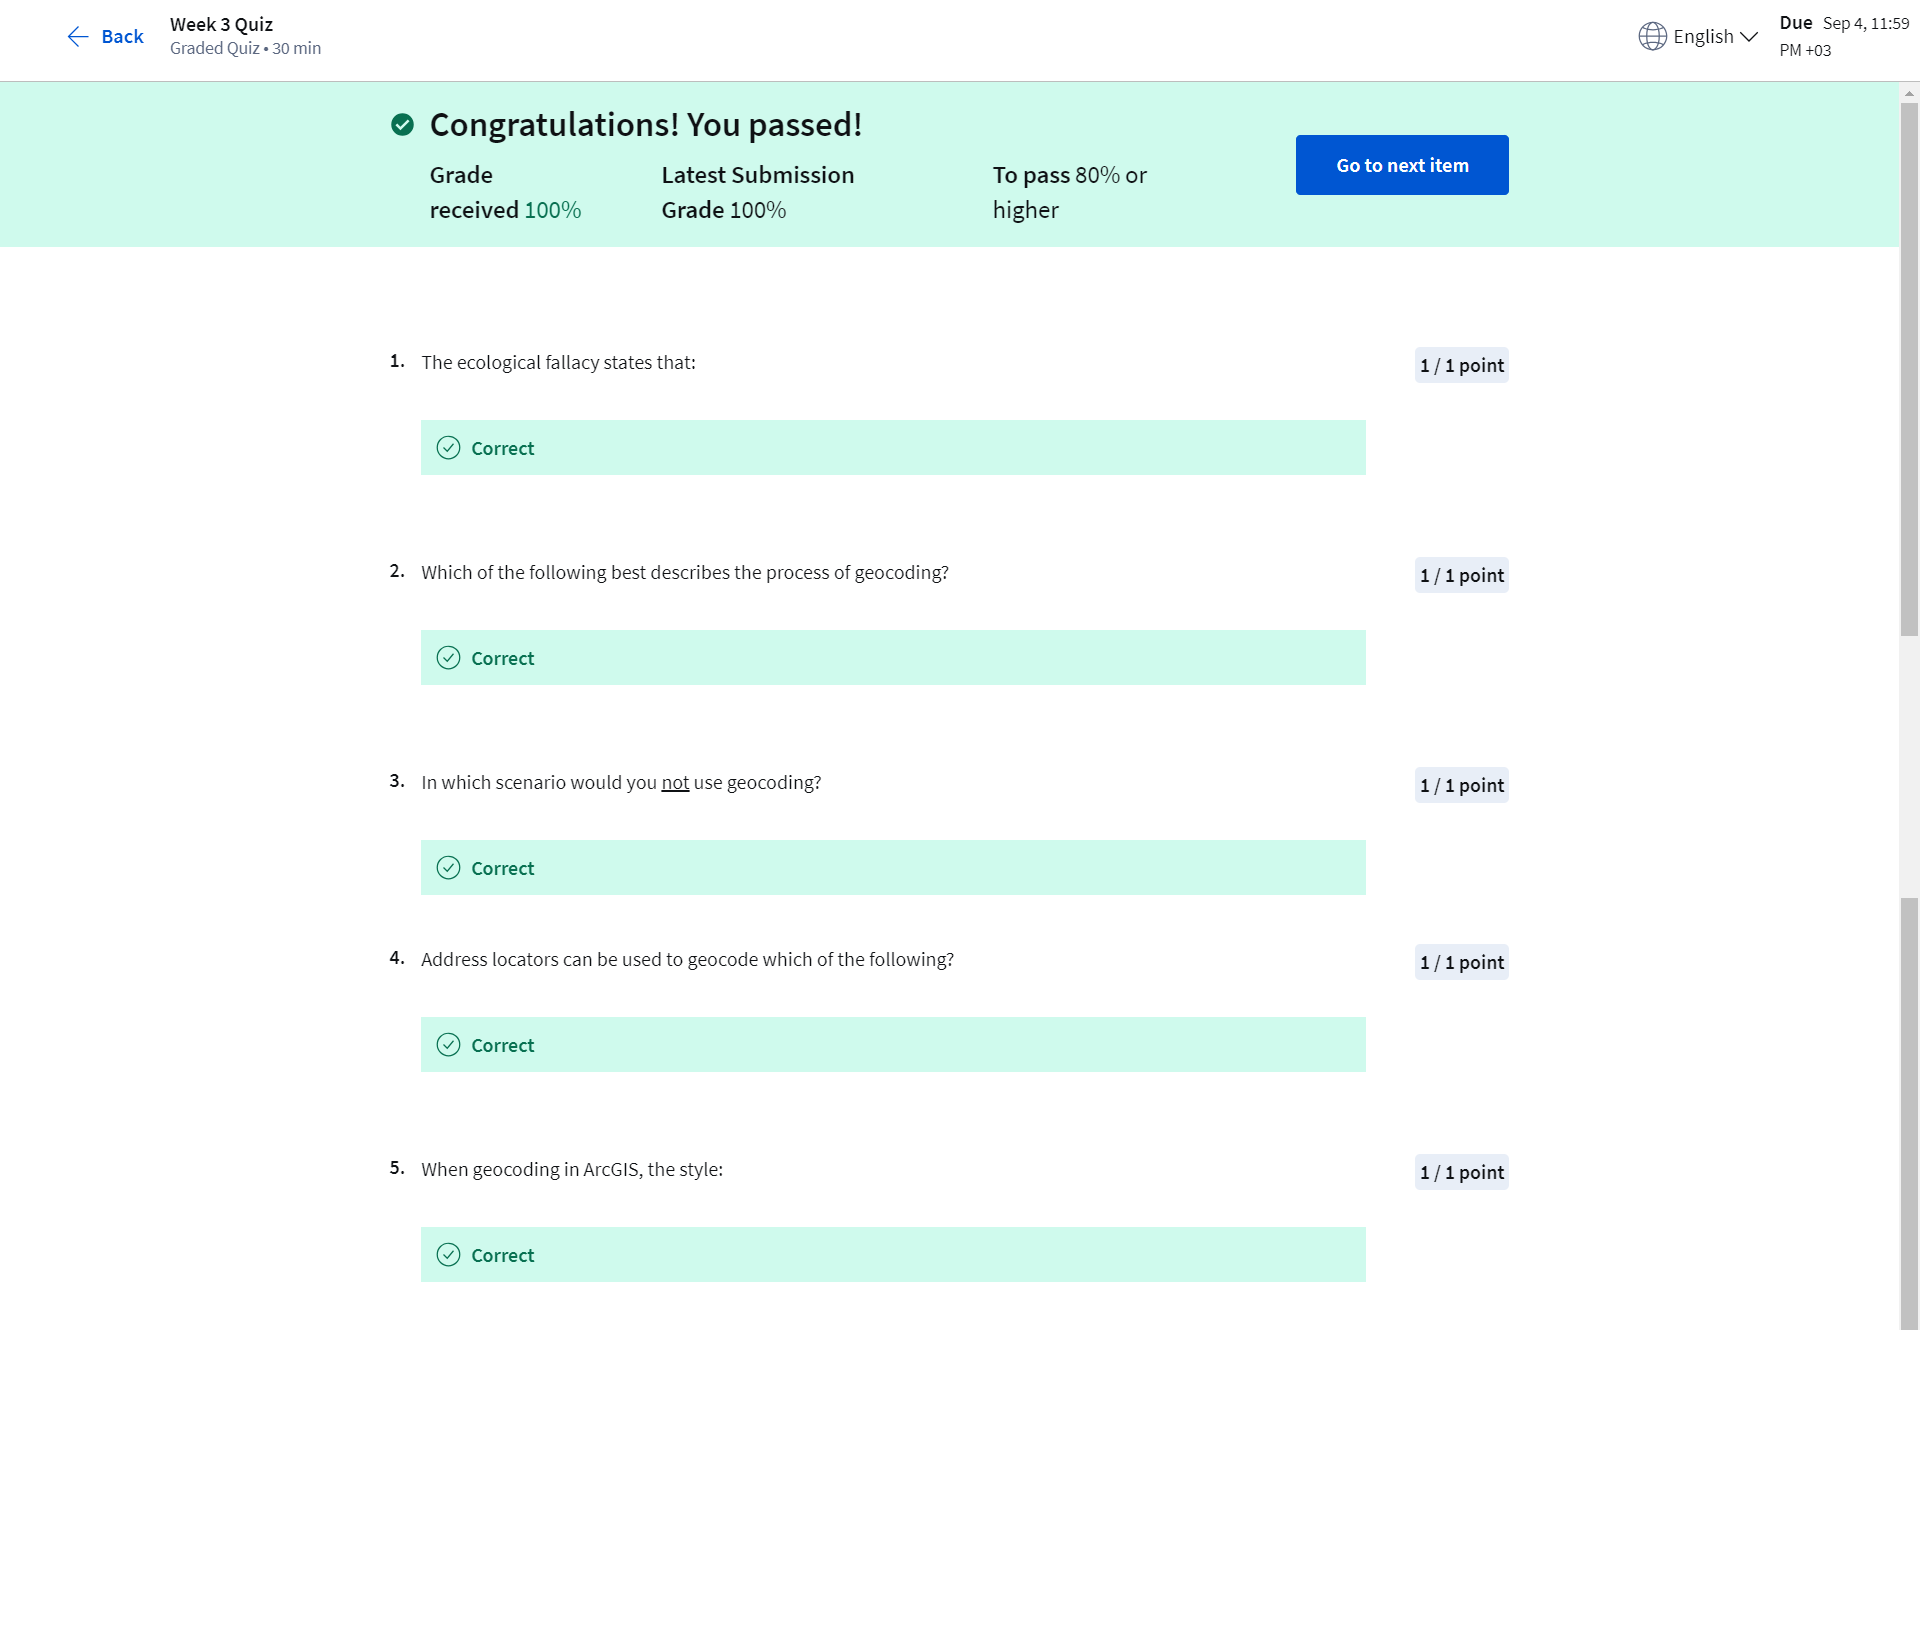 Back
Week 3 Quiz
Graded Quiz • 30 min
English
Due Sep 4, 11:59
PM +03
Congratulations! You passed!
Grade
received 100%
Latest Submission
Grade 100%
To pass 80% or
higher
Go to next item
1. The ecological fallacy states that:
1 / 1 point
Correct
2. Which of the following best describes the process of geocoding?
1 / 1 point
Correct
3. In which scenario would you not use geocoding?
1 / 1 point
Correct
4. Address locators can be used to geocode which of the following?
1 / 1 point
Correct
5. When geocoding in ArcGIS, the style:
1 / 1 point
Correct